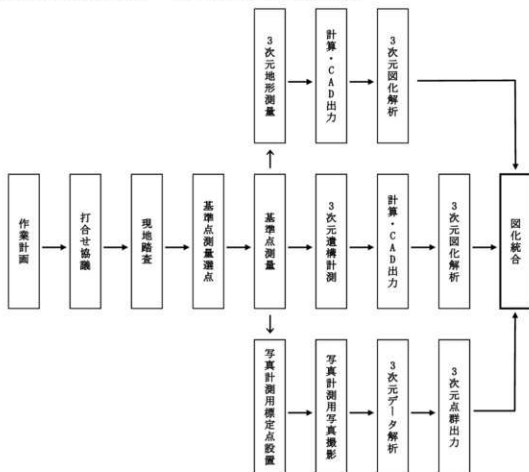 3次元地形測量
計算・CAD出力
3次元図化解析
作業計画
打合せ協議
現地踏査
基準点測量選点
基準点測量
3次元遺構計測
計算・CAD出力
3次元図化解析
図化統合
写真計測用標定点設置
写真計測用写真撮影
3次元データ解析
3次元点群出力